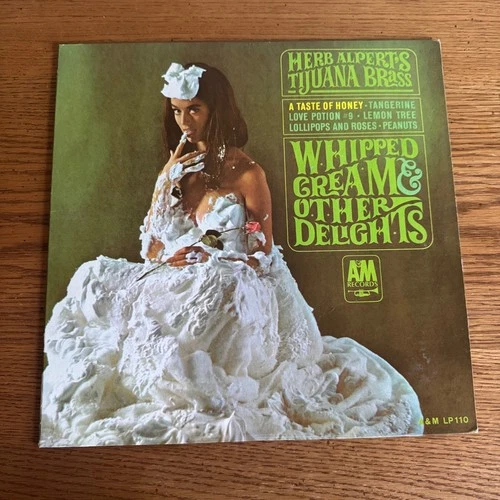 HERB ALPERT'S
TIJUANA BRASS
A TASTE OF HONEY · TANGERINE
LOVE POTION #9 · LEMON TREE
LOLLIPOPS AND ROSES · PEANUTS
WHIPPED
CREAM &
OTHER
DELIGHTS
A&M
RECORDS
A&M LP110